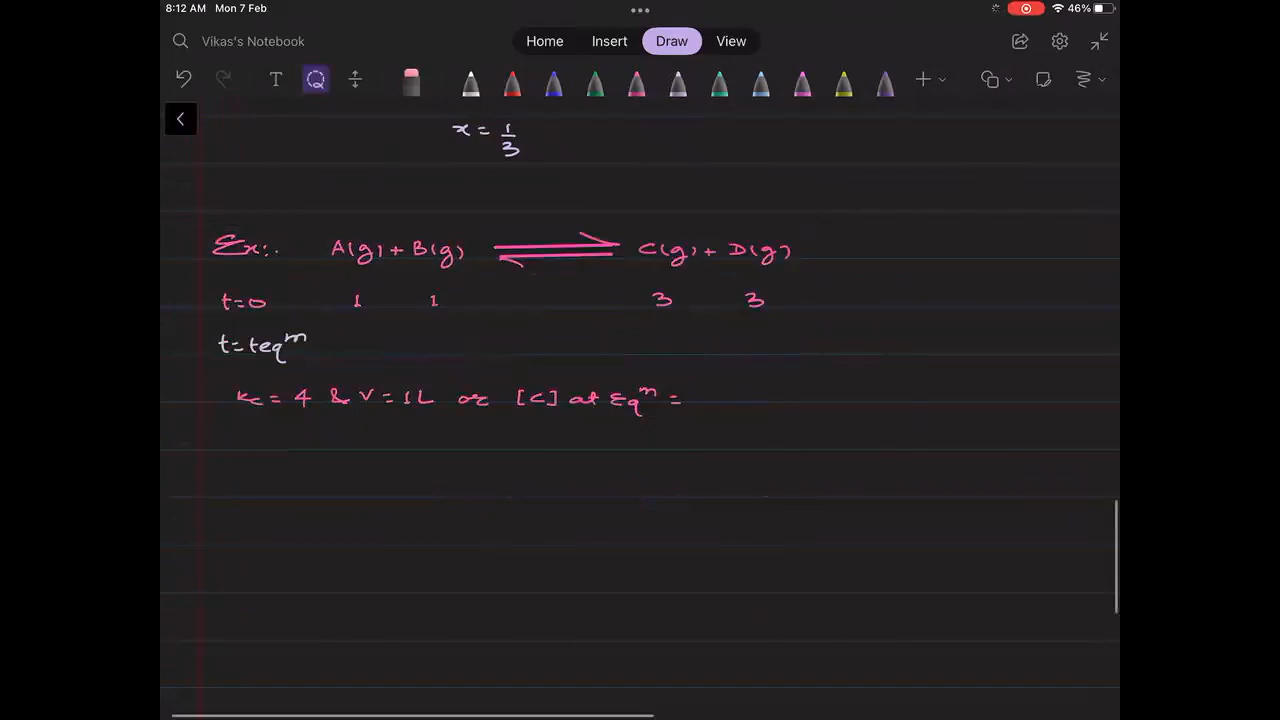 8:12 AM Mon 7 Feb 46%
Vikas's Notebook Home Insert Draw View
x = 1/3
Ex:. A(g) + B(g) ⇌ C(g) + D(g)
t=0 1 1 3 3
t=teqᵐ
Kc = 4 & V = 1L or [C] at Eqᵐ =